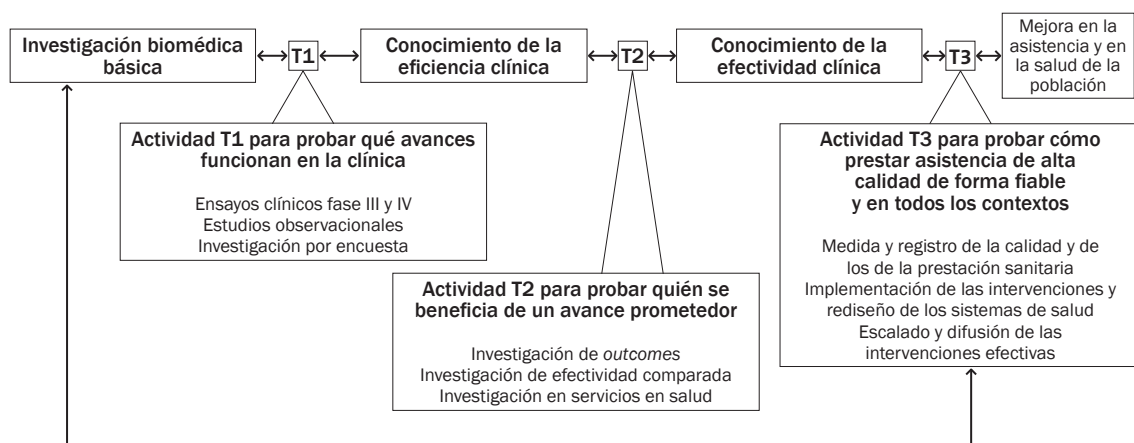 Investigación biomédica
básica
T1
Conocimiento de la
eficiencia clínica
T2
Conocimiento de la
efectividad clínica
T3
Mejora en la
asistencia y en
la salud de la
población
Actividad T1 para probar qué avances
funcionan en la clínica
Ensayos clínicos fase III y IV
Estudios observacionales
Investigación por encuesta
Actividad T2 para probar quién se
beneficia de un avance prometedor
Investigación de outcomes
Investigación de efectividad comparada
Investigación en servicios en salud
Actividad T3 para probar cómo
prestar asistencia de alta
calidad de forma fiable
y en todos los contextos
Medida y registro de la calidad y de
los de la prestación sanitaria
Implementación de las intervenciones y
rediseño de los sistemas de salud
Escalado y difusión de las
intervenciones efectivas